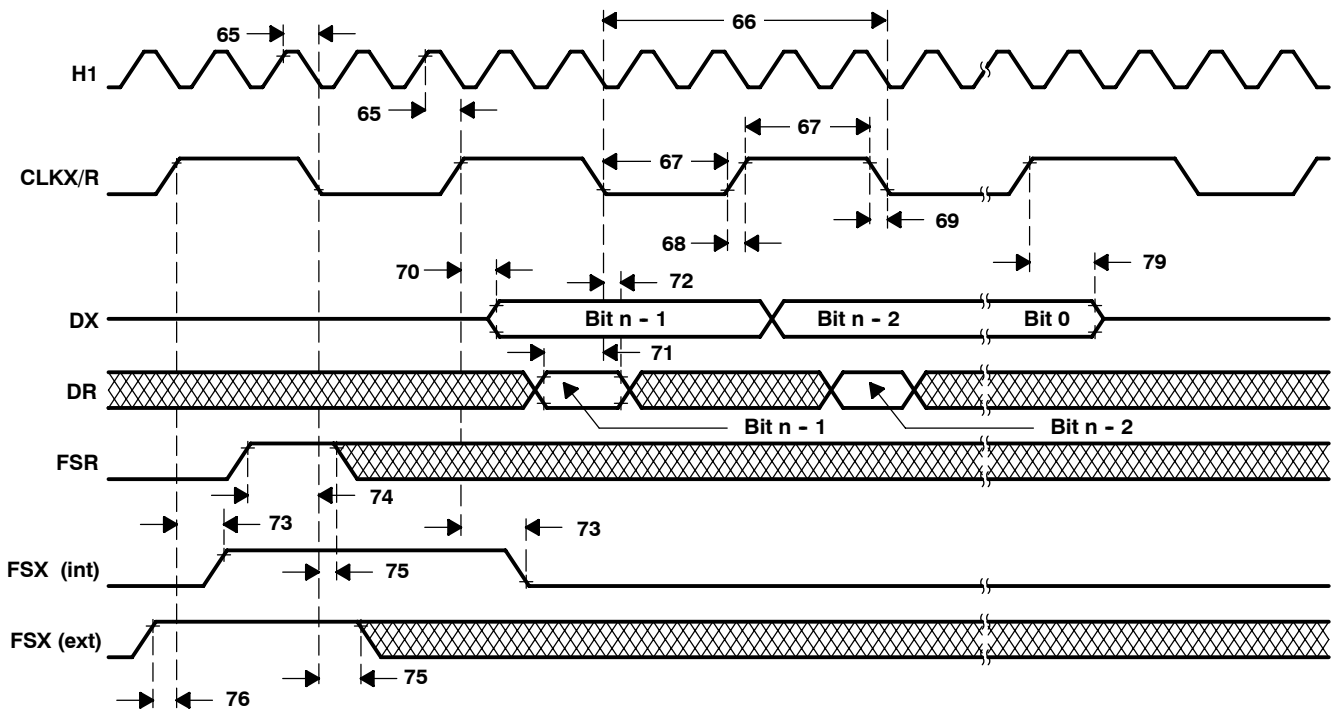 65
66
H1
65
67
67
CLKX/R
69
68
70
72
79
DX
Bit n - 1
Bit n - 2
Bit 0
71
DR
Bit n - 1
Bit n - 2
FSR
74
73
73
FSX (int)
75
FSX (ext)
75
76